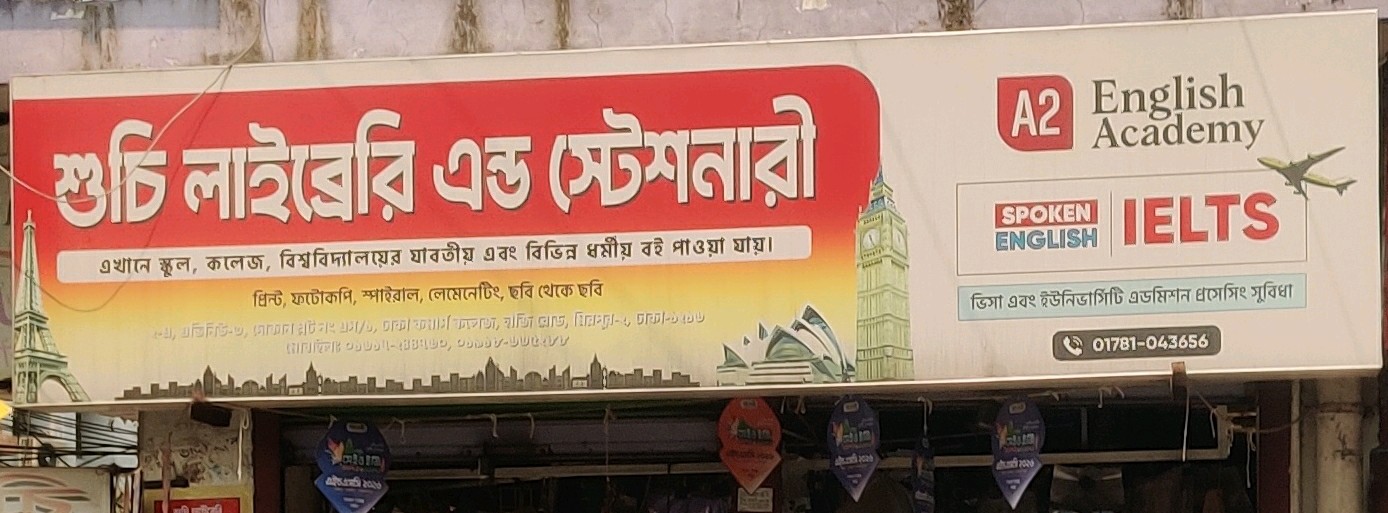 শুচি লাইব্রেরি এন্ড স্টেশনারী
এখানে স্কুল, কলেজ, বিশ্ববিদ্যালয়ের যাবতীয় এবং বিভিন্ন ধর্মীয় বই পাওয়া যায়।
প্রিন্ট, ফটোকপি, স্পাইরাল, লেমেনেটিং, ছবি থেকে ছবি
A2 English Academy
SPOKEN ENGLISH
IELTS
ভিসা এবং ইউনিভার্সিটি এডমিশন প্রসেসিং সুবিধা
01781-043656